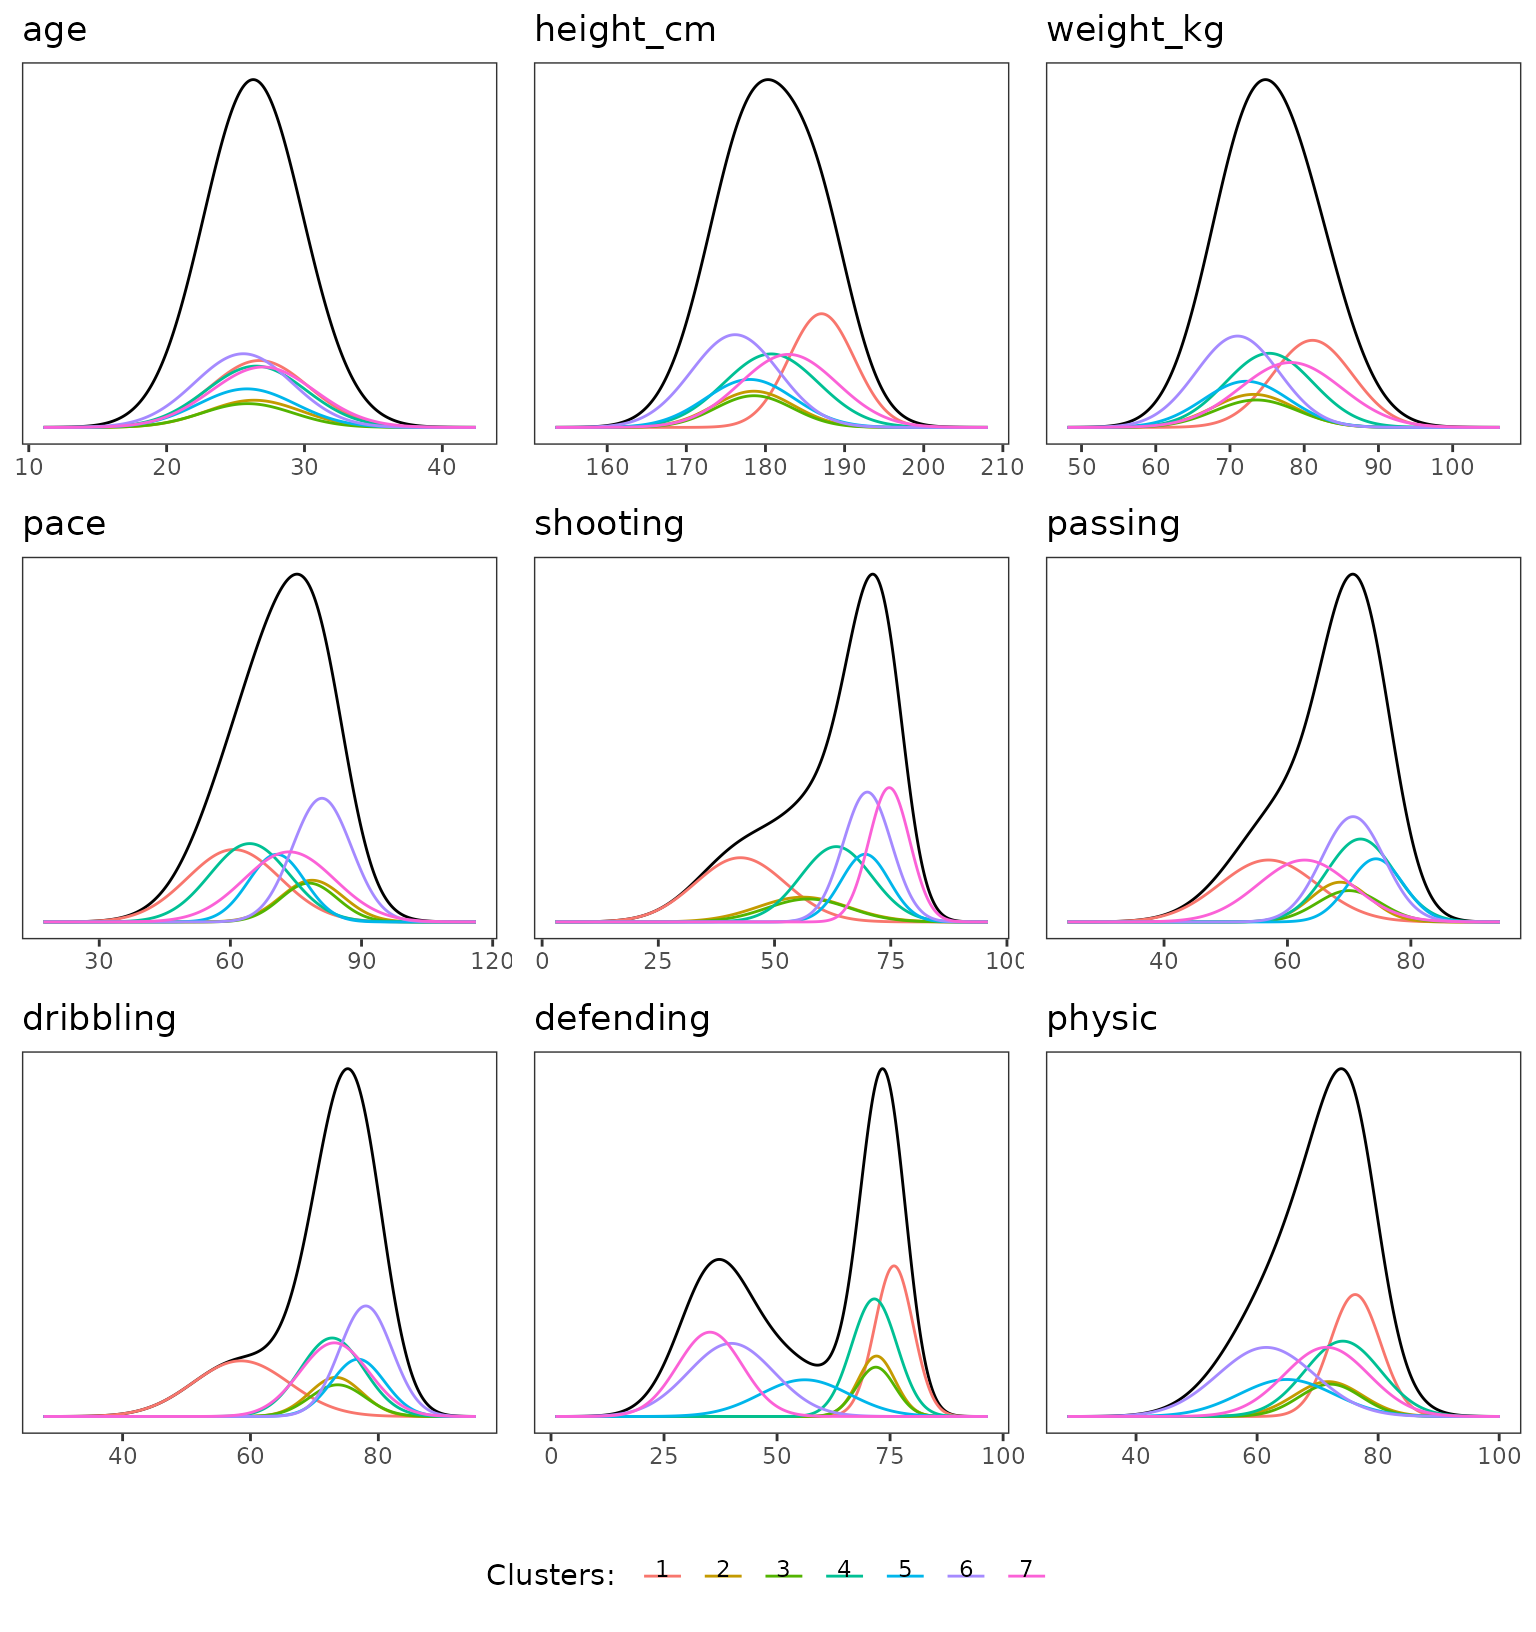 age height_cm weight_kg
10 20 30 40 160 170 180 190 200 210 50 60 70 80 90 100
pace shooting passing
30 60 90 120 0 25 50 75 100 40 60 80
dribbling defending physic
40 60 80 0 25 50 75 100 40 60 80 100
Clusters: 1 2 3 4 5 6 7